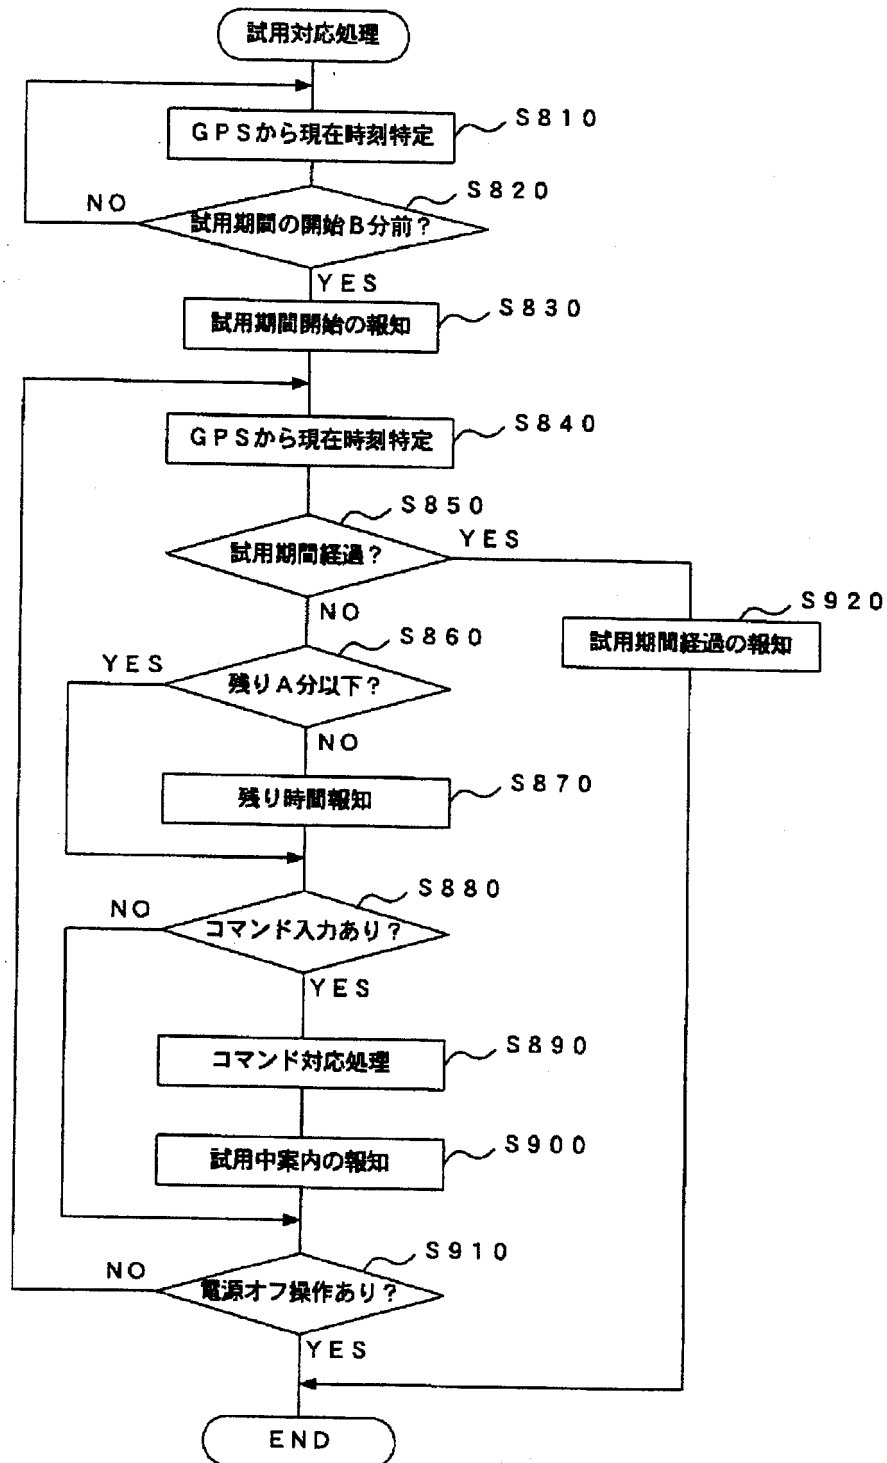 試用対応処理
GPSから現在時刻特定
S810
試用期間の開始B分前?
S820
NO
YES
試用期間開始の報知
S830
GPSから現在時刻特定
S840
試用期間経過?
S850
YES
NO
試用期間経過の報知
S920
残りA分以下?
S860
YES
NO
残り時間報知
S870
コマンド入力あり?
S880
NO
YES
コマンド対応処理
S890
試用中案内の報知
S900
電源オフ操作あり?
S910
NO
YES
END